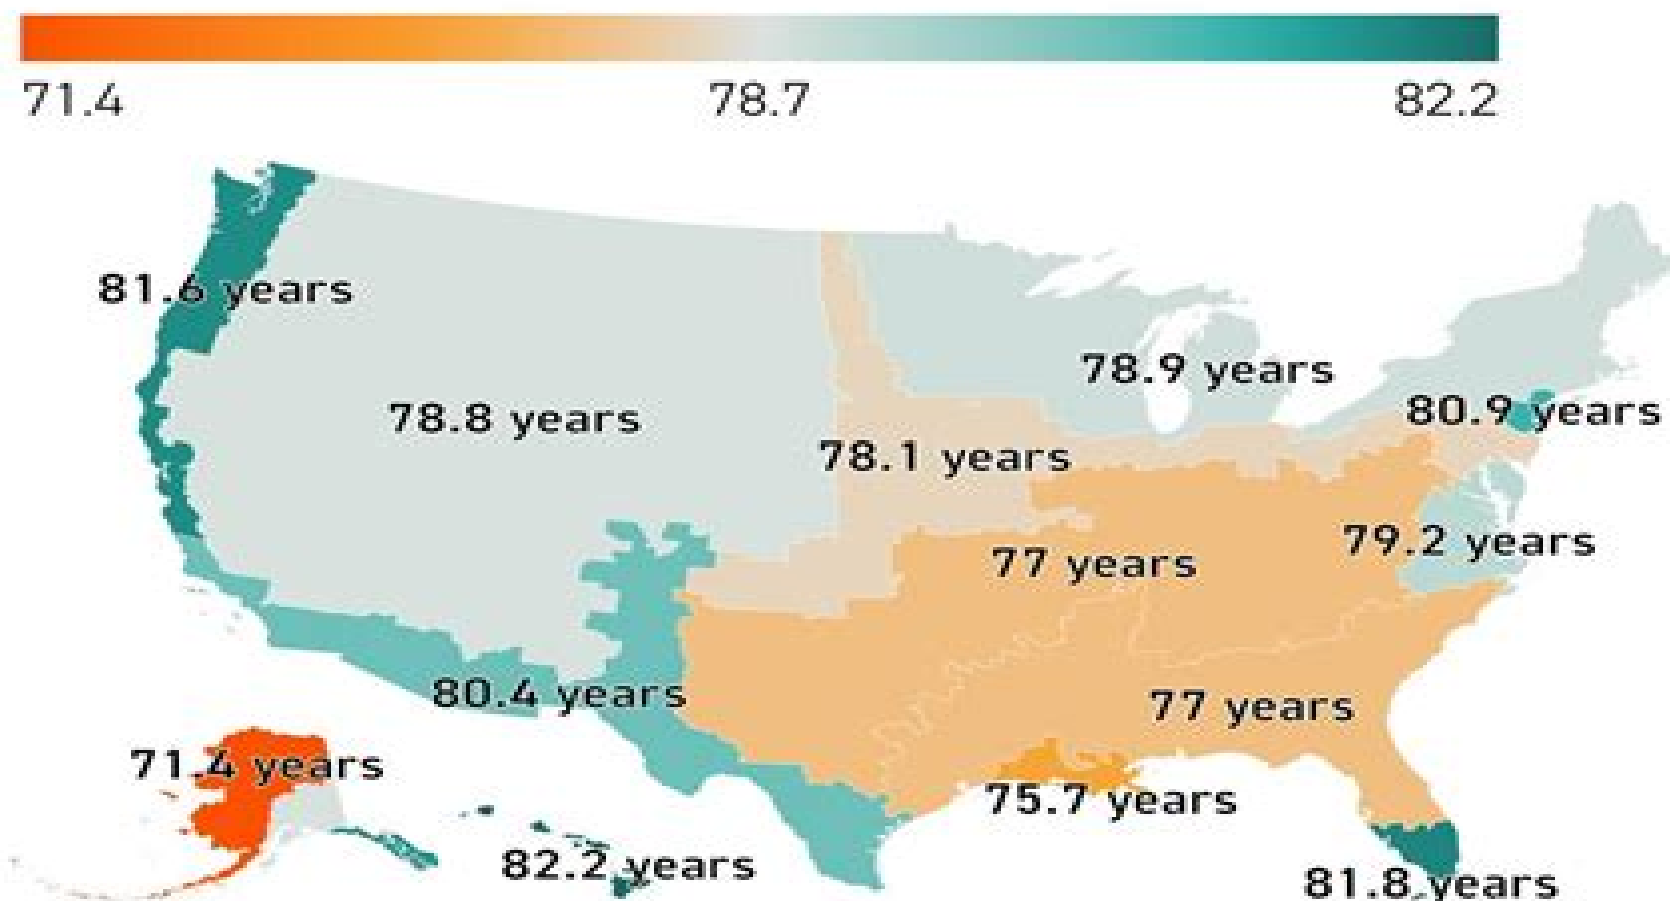 71.4 78.7 82.2
81.6 years
78.9 years
78.8 years
80.9 years
78.1 years
79.2 years
77 years
80.4 years
77 years
71.4 years
75.7 years
82.2 years
81.8 years